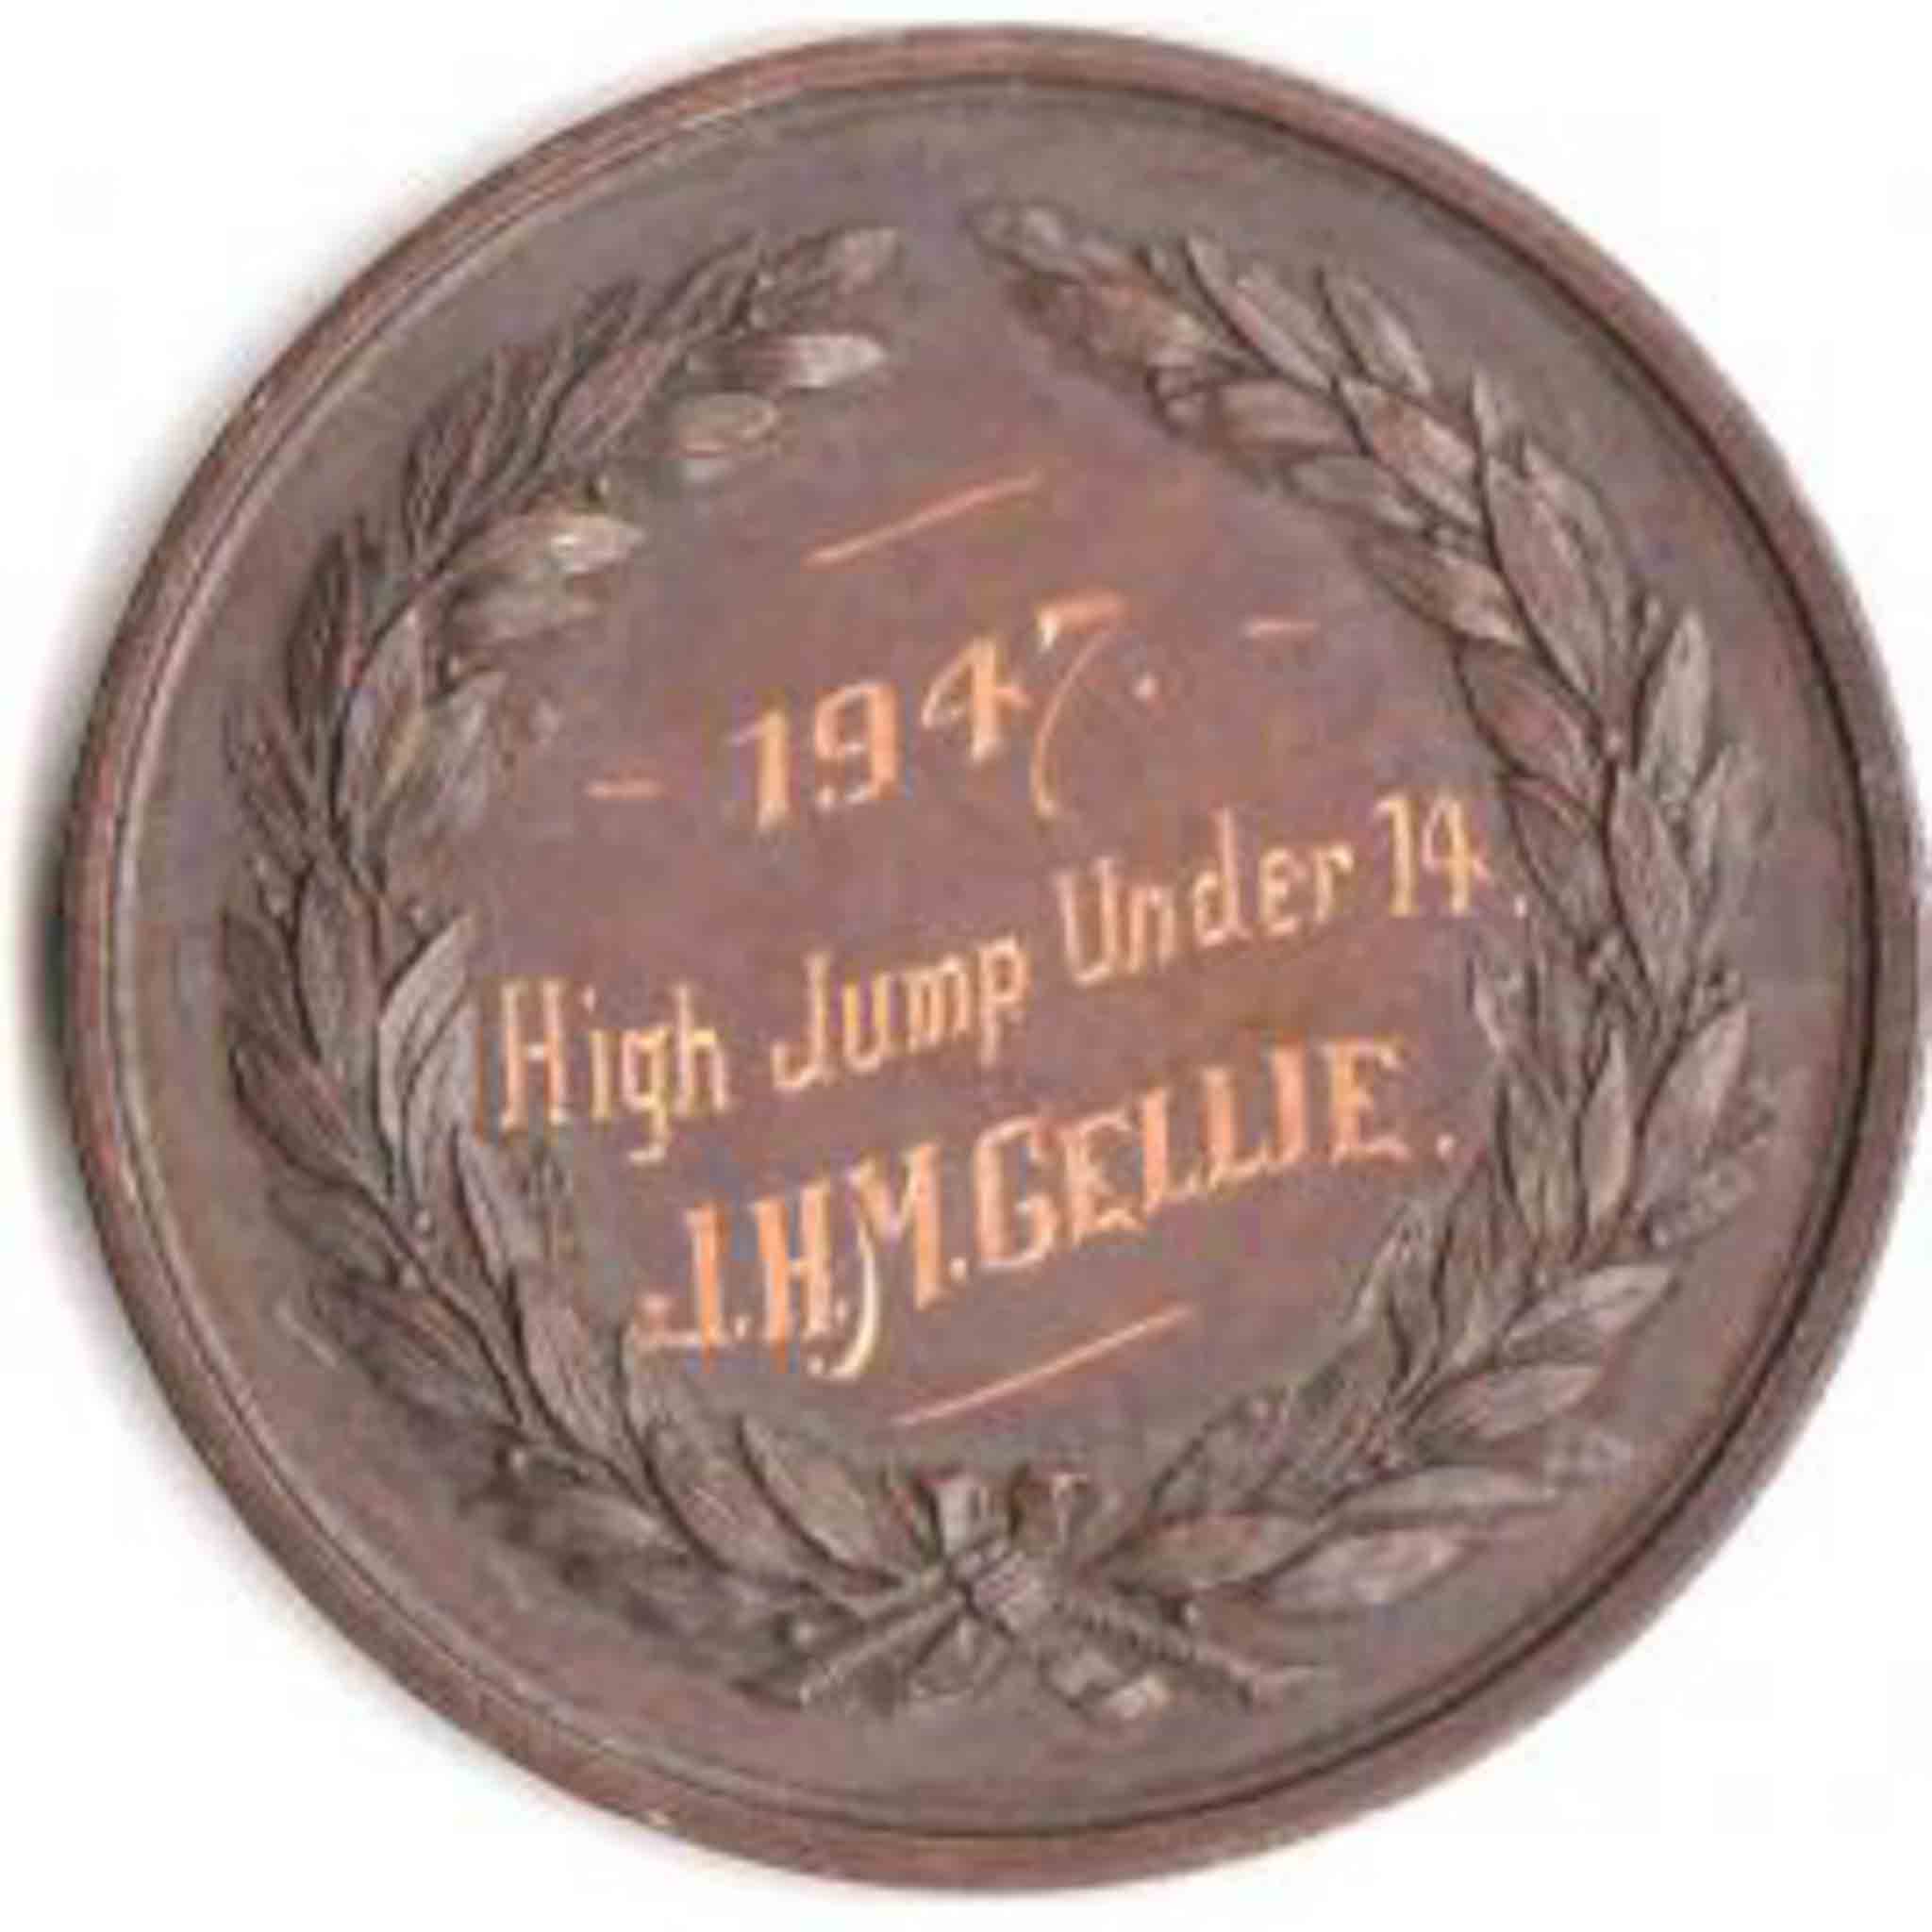 - 1947. -
High Jump Under 14.
J.H.M.GELLIE.